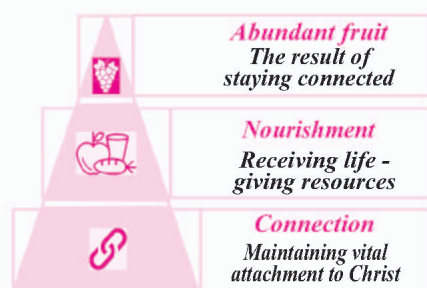 Abundant fruit
The result of
staying connected
Nourishment
Receiving life -
giving resources
Connection
Maintaining vital
attachment to Christ